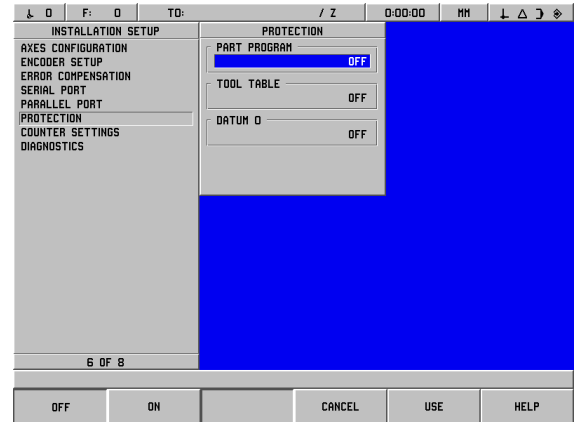 0 F: 0 T0: / Z 0:00:00 MM
INSTALLATION SETUP
AXES CONFIGURATION
ENCODER SETUP
ERROR COMPENSATION
SERIAL PORT
PARALLEL PORT
PROTECTION
COUNTER SETTINGS
DIAGNOSTICS
6 OF 8
PROTECTION
PART PROGRAM
OFF
TOOL TABLE
OFF
DATUM 0
OFF
OFF ON CANCEL USE HELP